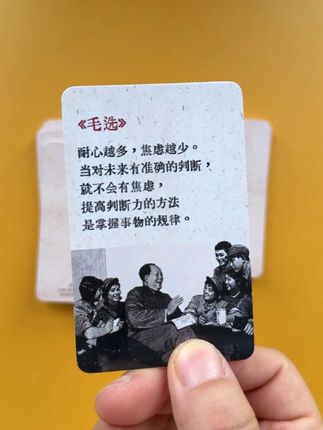 《毛选》
耐心越多，焦虑越少。
当对未来有准确的判断，
就不会有焦虑，
提高判断力的方法
是掌握事物的规律。